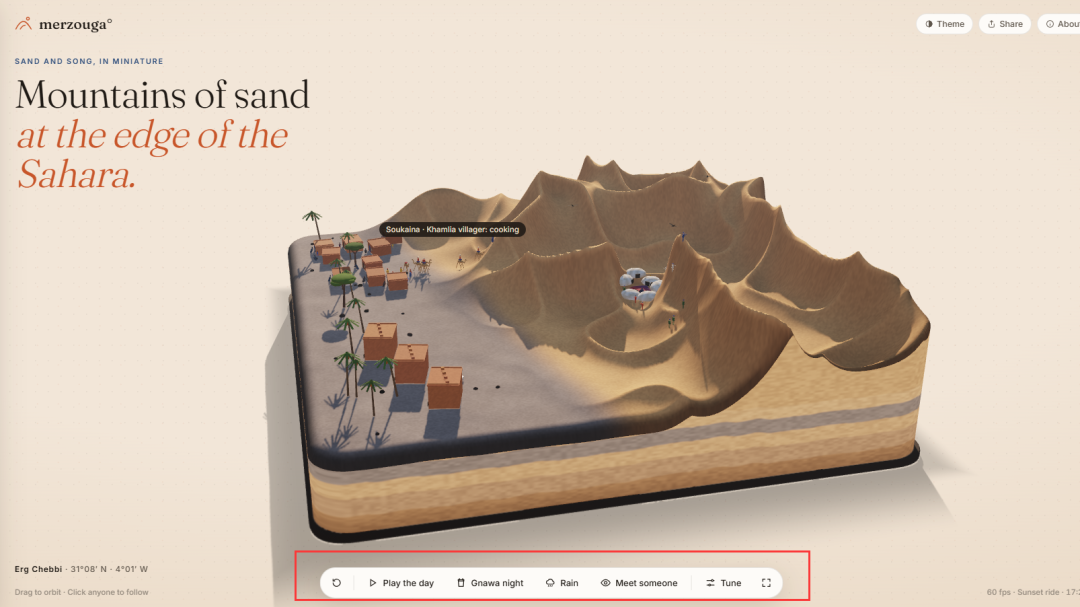 merzouga°
Theme
Share
SAND AND SONG, IN MINIATURE
Mountains of sand
at the edge of the
Sahara.
Soukaina · Khamlia villager: cooking
Erg Chebbi · 31°08' N · 4°01' W
Drag to orbit · Click anyone to follow
Play the day
Gnawa night
Rain
Meet someone
Tune
60 fps · Sunset ride